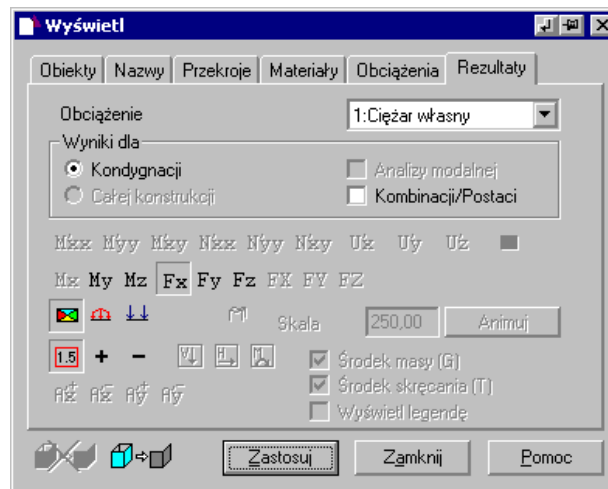 Wyświetl
Obiekty Nazwy Przekroje Materiały Obciążenia Rezultaty
Obciążenie 1:Ciężar własny
Wyniki dla
Kondygnacji Analizy modalnej
Całej konstrukcji Kombinacji/Postaci
Mxx Myy Mxy Nxx Nyy Nxy Ux Uy Uz
Mx My Mz Fx Fy Fz FX FY FZ
Skala 250,00 Animuj
1.5 + - Środek masy (G)
Środek skręcania (T)
Wyświetl legendę
Zastosuj Zamknij Pomoc